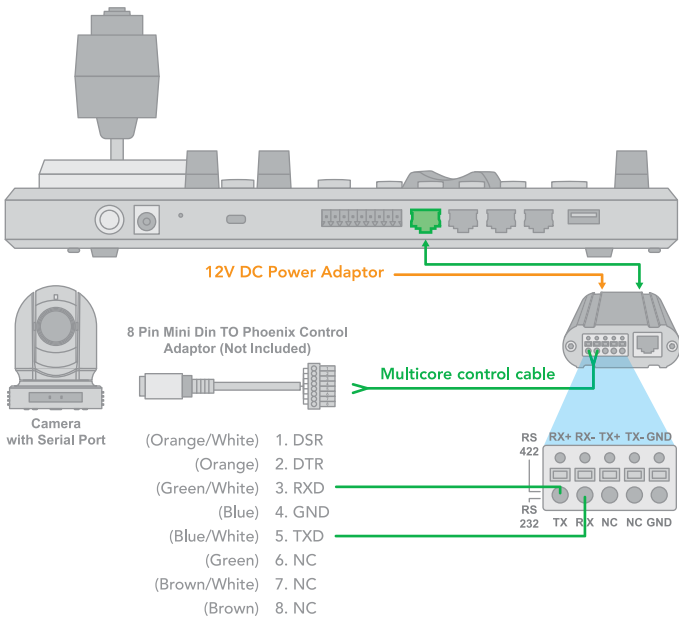 12V DC Power Adaptor
8 Pin Mini Din TO Phoenix Control
Adaptor (Not Included)
Multicore control cable
Camera
with Serial Port
(Orange/White) 1. DSR
(Orange) 2. DTR
(Green/White) 3. RXD
(Blue) 4. GND
(Blue/White) 5. TXD
(Green) 6. NC
(Brown/White) 7. NC
(Brown) 8. NC
RS
422
RX+ RX- TX+ TX- GND
RS
232
TX RX NC NC GND